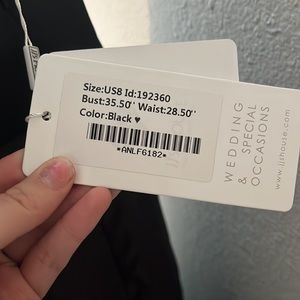 Size:US8 Id:192360
Bust:35.50'' Waist:28.50''
Color:Black ♥
*ANLF6182*
WEDDING
& SPECIAL
OCCASIONS
www.jjshouse.com